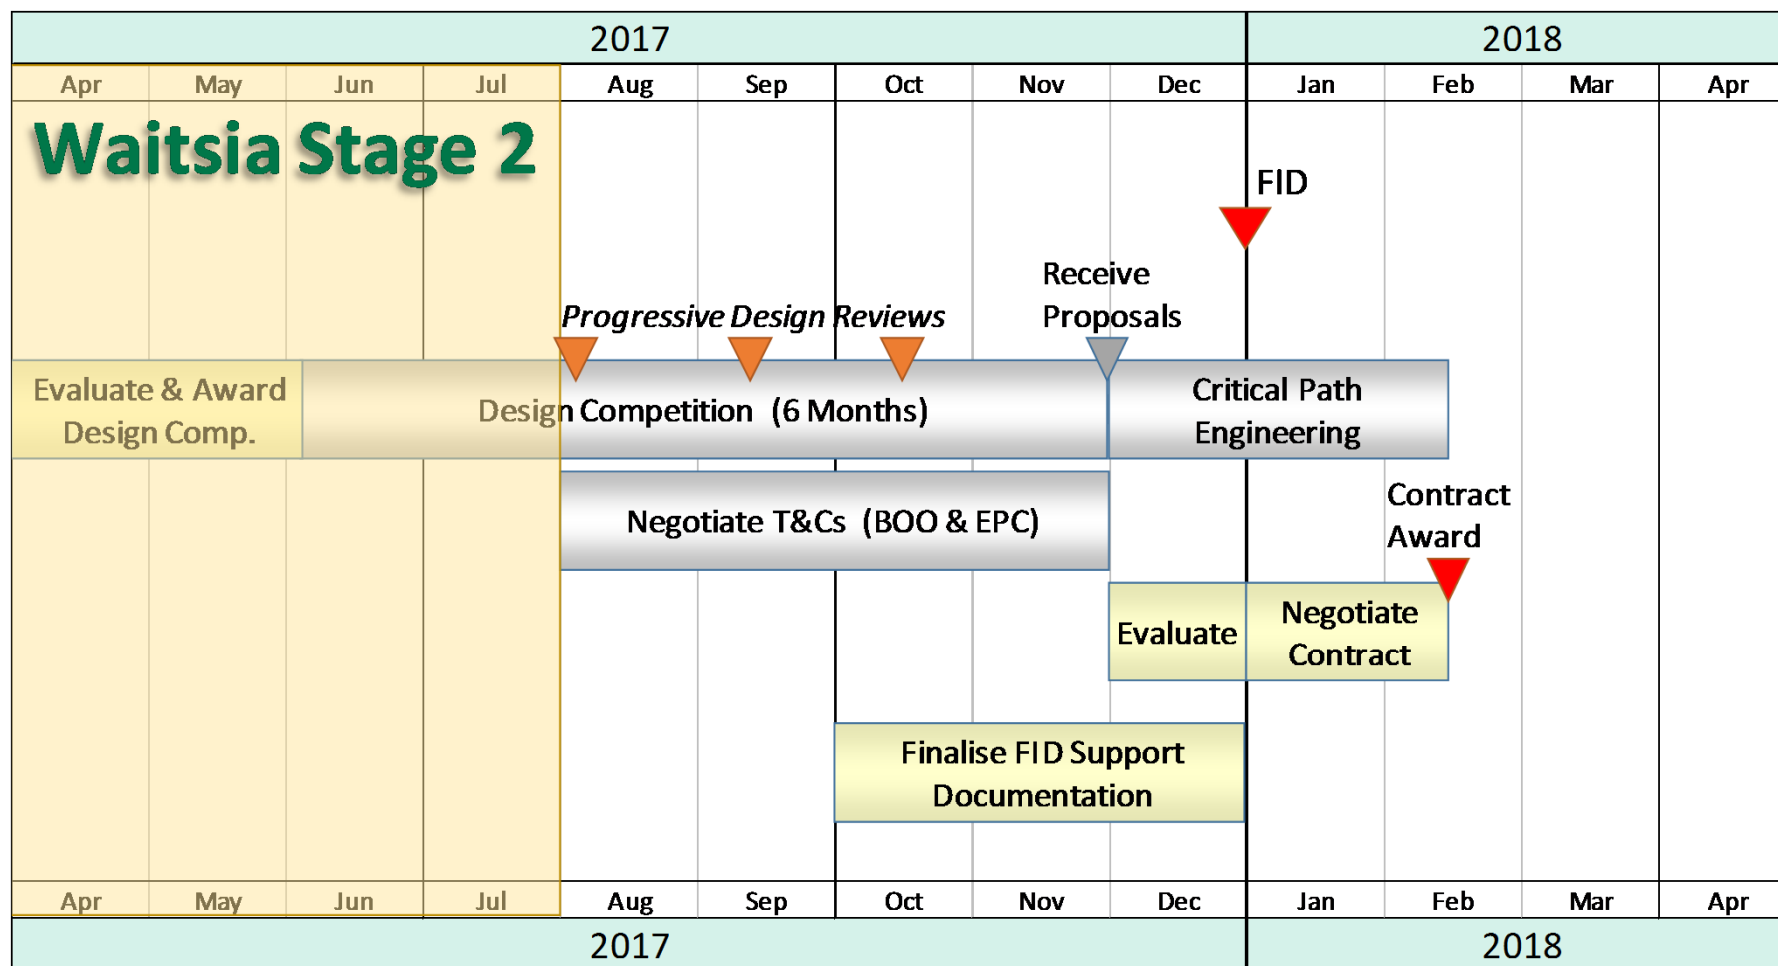 2017 2018
Apr May Jun Jul Aug Sep Oct Nov Dec Jan Feb Mar Apr
Waitsia Stage 2
FID
Receive
Proposals
Progressive Design Reviews
Evaluate & Award
Design Comp.
Design Competition (6 Months)
Critical Path
Engineering
Negotiate T&Cs (BOO & EPC)
Contract
Award
Evaluate
Negotiate
Contract
Finalise FID Support
Documentation
Apr May Jun Jul Aug Sep Oct Nov Dec Jan Feb Mar Apr
2017 2018